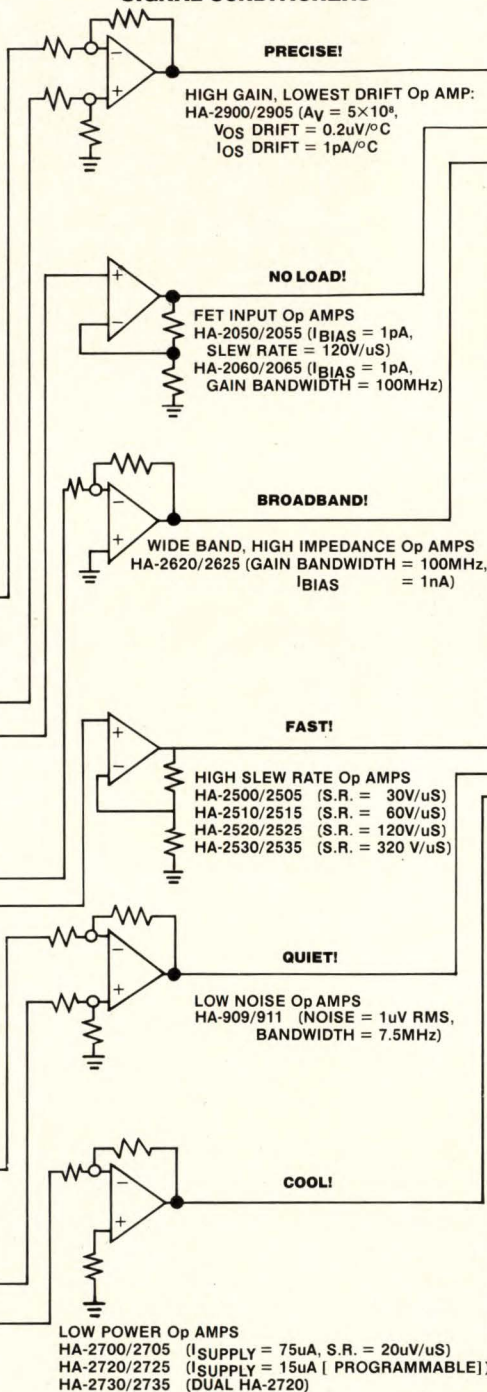 PRECISE!
HIGH GAIN, LOWEST DRIFT Op AMP:
HA-2900/2905 (AV = 5×10⁸,
VOS DRIFT = 0.2uV/°C
IOS DRIFT = 1pA/°C
NO LOAD!
FET INPUT Op AMPS
HA-2050/2055 (IBIAS = 1pA,
SLEW RATE = 120V/uS)
HA-2060/2065 (IBIAS = 1pA,
GAIN BANDWIDTH = 100MHz)
BROADBAND!
WIDE BAND, HIGH IMPEDANCE Op AMPS
HA-2620/2625 (GAIN BANDWIDTH = 100MHz,
IBIAS = 1nA)
FAST!
HIGH SLEW RATE Op AMPS
HA-2500/2505 (S.R. = 30V/uS)
HA-2510/2515 (S.R. = 60V/uS)
HA-2520/2525 (S.R. = 120V/uS)
HA-2530/2535 (S.R. = 320 V/uS)
QUIET!
LOW NOISE Op AMPS
HA-909/911 (NOISE = 1uV RMS,
BANDWIDTH = 7.5MHz)
COOL!
LOW POWER Op AMPS
HA-2700/2705 (ISUPPLY = 75uA, S.R. = 20uV/uS)
HA-2720/2725 (ISUPPLY = 15uA [ PROGRAMMABLE])
HA-2730/2735 (DUAL HA-2720)